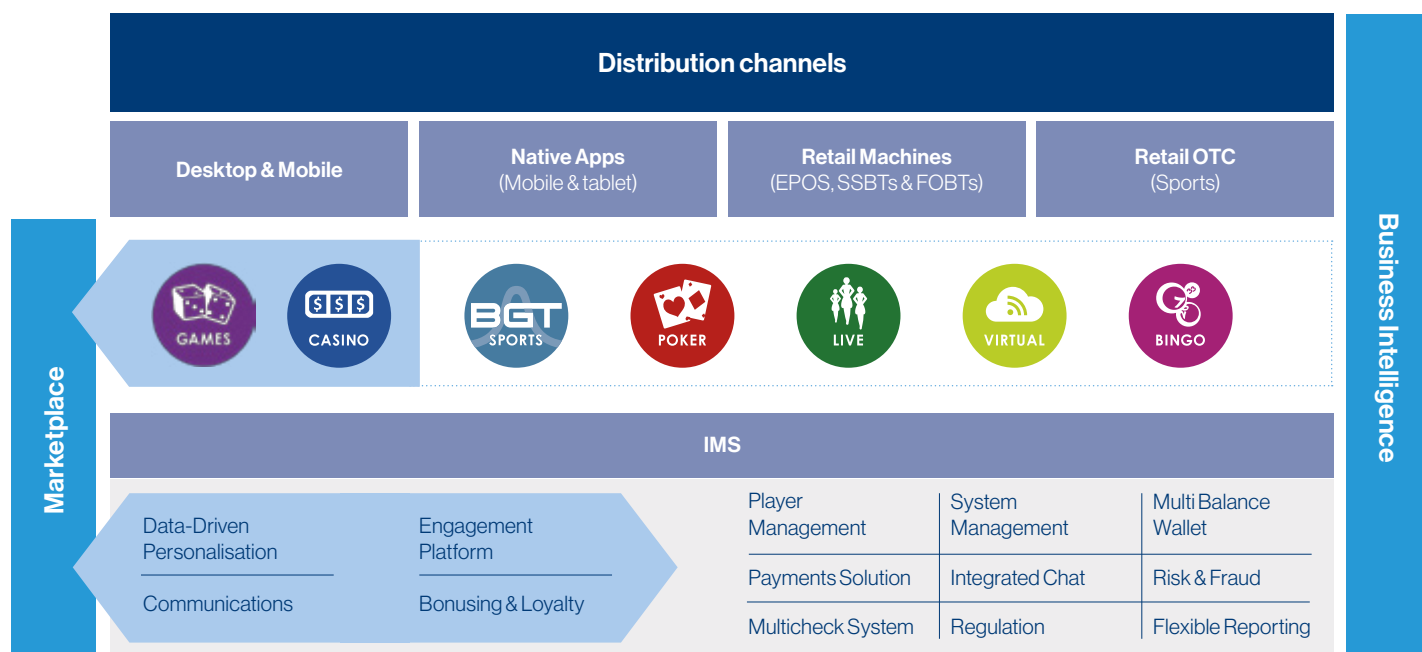 Distribution channels
Desktop & Mobile
Native Apps
(Mobile & tablet)
Retail Machines
(EPOS, SSBTs & FOBTs)
Retail OTC
(Sports)
Marketplace
Business Intelligence
GAMES
$ $ $
CASINO
BGT
SPORTS
POKER
LIVE
VIRTUAL
BINGO
IMS
Data-Driven
Personalisation
Communications
Engagement
Platform
Bonusing & Loyalty
Player
Management
System
Management
Multi Balance
Wallet
Payments Solution
Integrated Chat
Risk & Fraud
Multicheck System
Regulation
Flexible Reporting